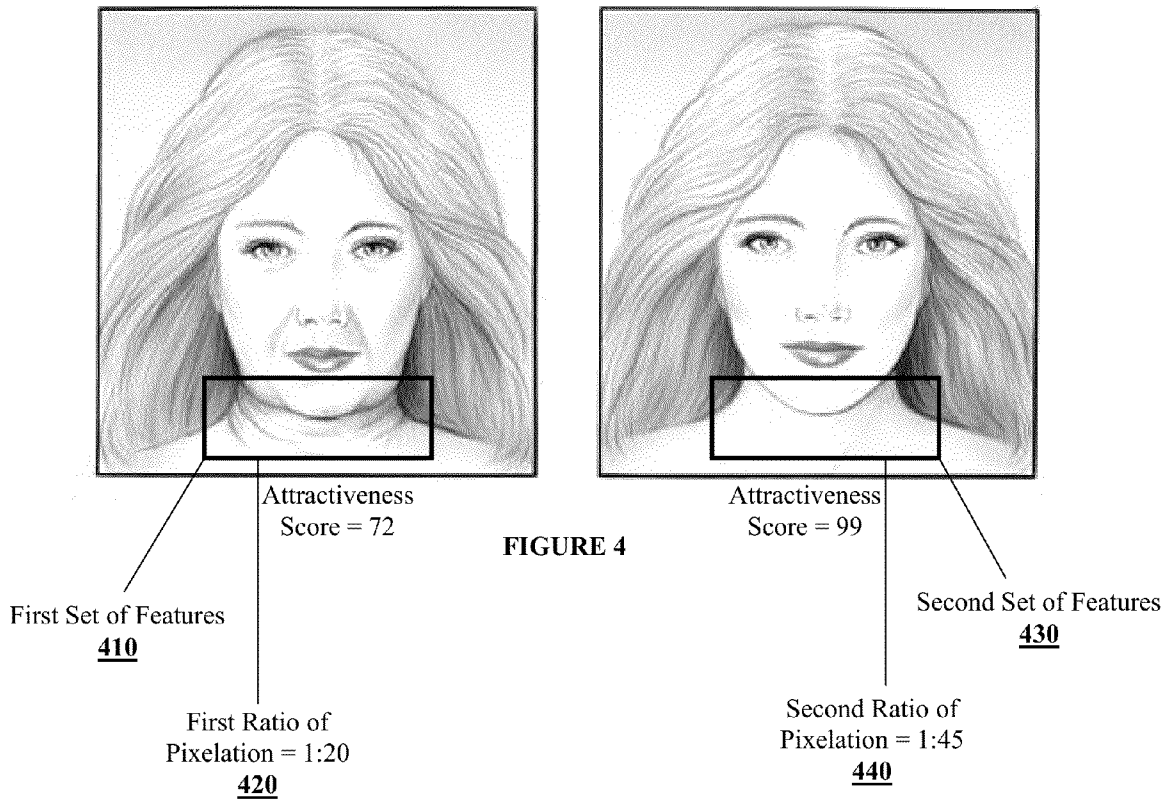 Attractiveness
Score = 72
Attractiveness
Score = 99
FIGURE 4
First Set of Features
410
Second Set of Features
430
First Ratio of
Pixelation = 1:20
420
Second Ratio of
Pixelation = 1:45
440